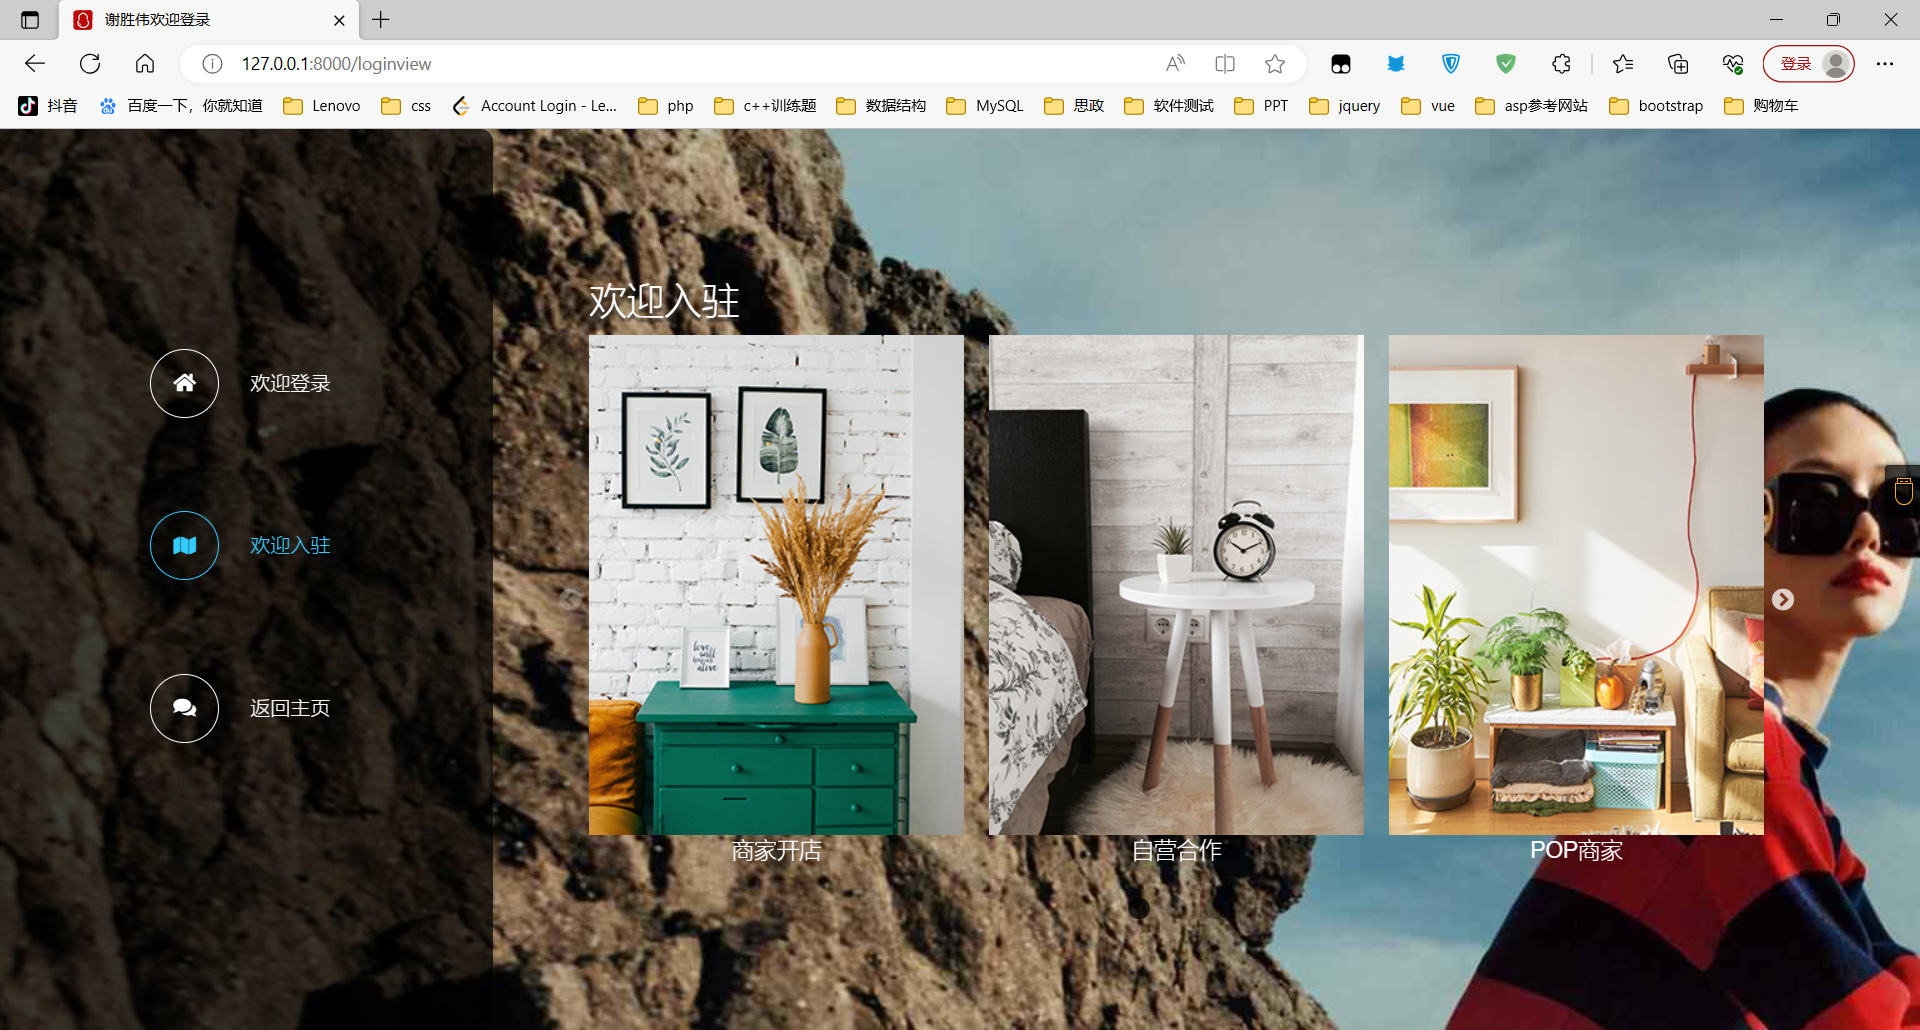 谢胜伟欢迎登录
127.0.0.1:8000/loginview
登录
抖音
百度一下，你就知道
Lenovo
css
Account Login - Le...
php
c++训练题
数据结构
MySQL
思政
软件测试
PPT
jquery
vue
asp参考网站
bootstrap
购物车
欢迎入驻
欢迎登录
欢迎入驻
返回主页
love
will
alive
商家开店
自营合作
POP商家